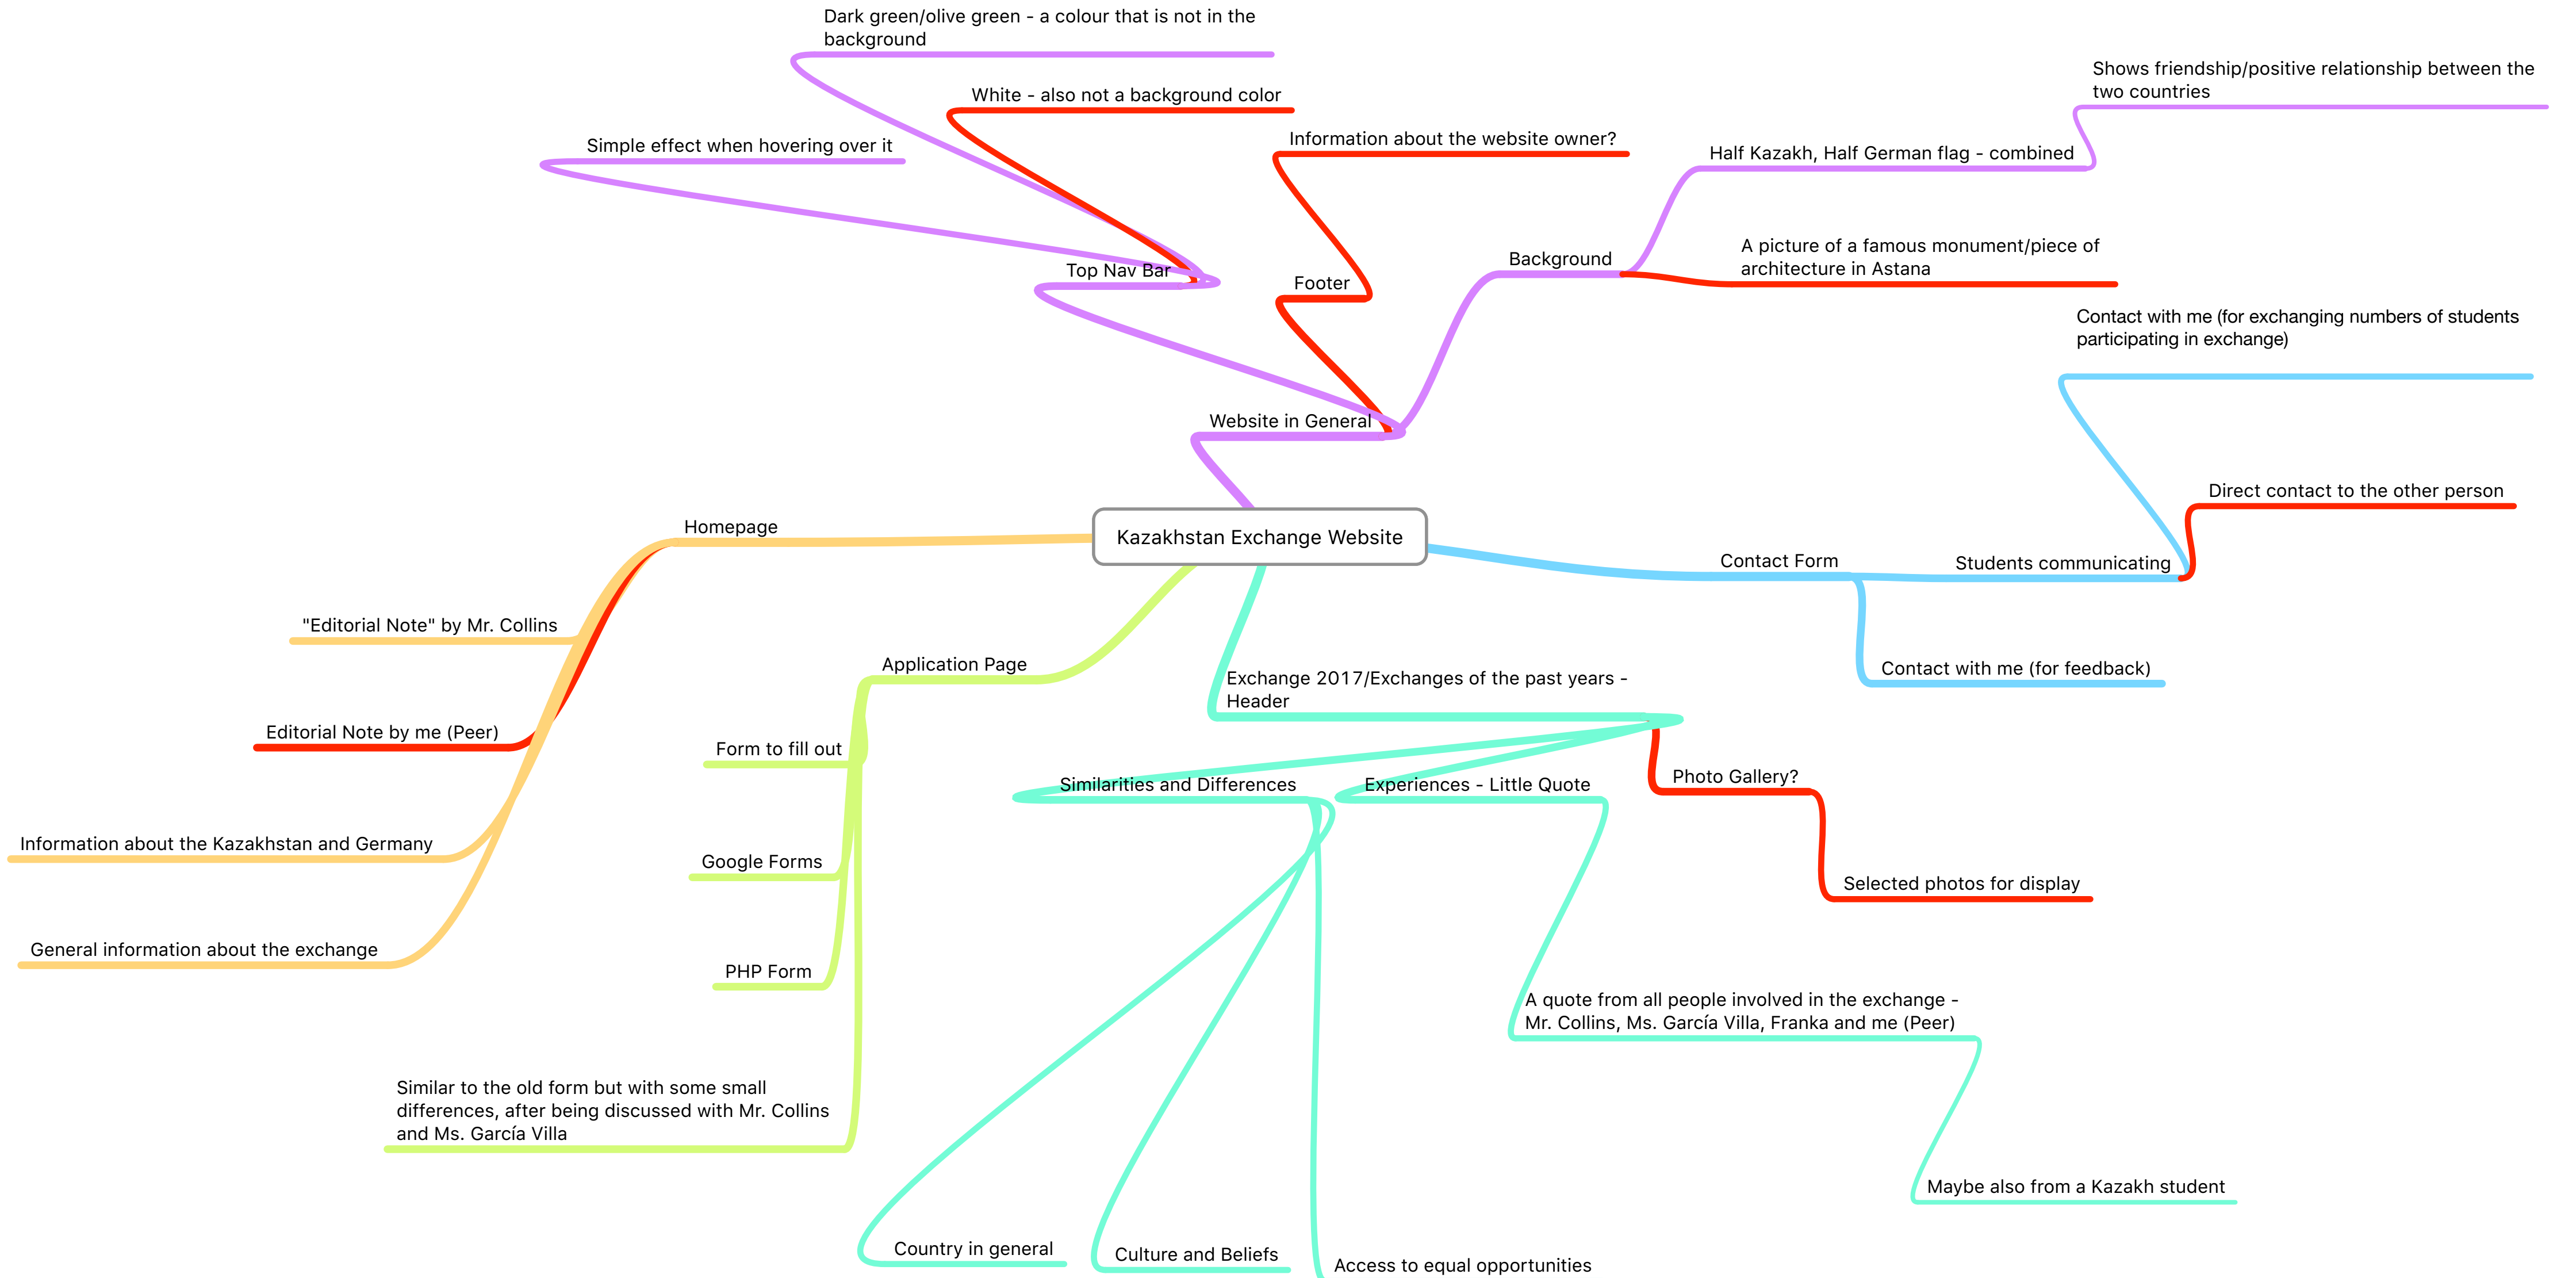 Dark green/olive green - a colour that is not in the
background
White - also not a background color
Simple effect when hovering over it
Information about the website owner?
Shows friendship/positive relationship between the
two countries
Half Kazakh, Half German flag - combined
A picture of a famous monument/piece of
architecture in Astana
Background
Top Nav Bar
Footer
Website in General
Contact with me (for exchanging numbers of students
participating in exchange)
Direct contact to the other person
Students communicating
Contact Form
Contact with me (for feedback)
Kazakhstan Exchange Website
Homepage
"Editorial Note" by Mr. Collins
Editorial Note by me (Peer)
Information about the Kazakhstan and Germany
General information about the exchange
Application Page
Form to fill out
Google Forms
PHP Form
Similar to the old form but with some small
differences, after being discussed with Mr. Collins
and Ms. García Villa
Exchange 2017/Exchanges of the past years -
Header
Similarities and Differences
Experiences - Little Quote
Photo Gallery?
Selected photos for display
A quote from all people involved in the exchange -
Mr. Collins, Ms. García Villa, Franka and me (Peer)
Maybe also from a Kazakh student
Country in general
Culture and Beliefs
Access to equal opportunities